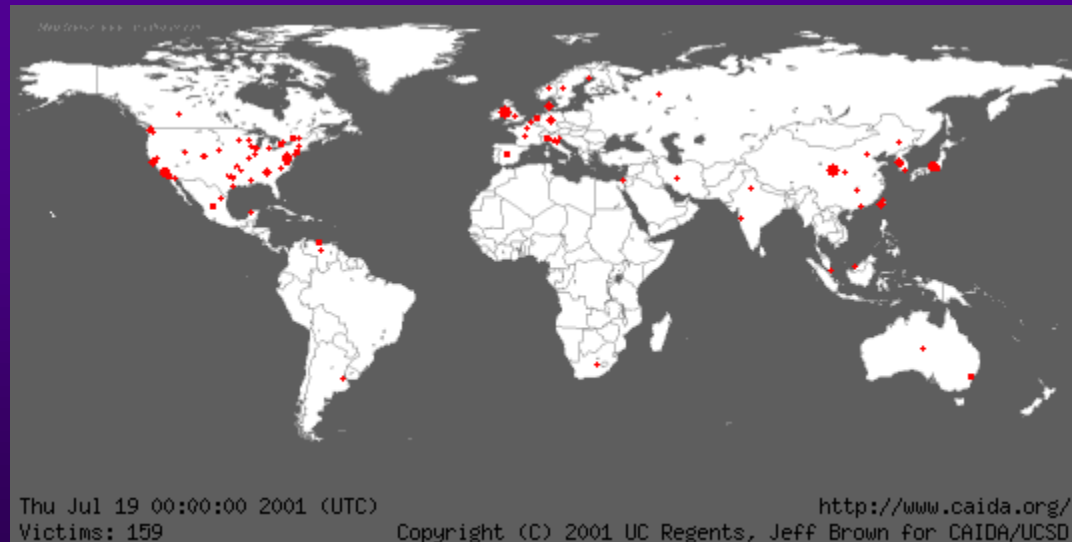 Thu Jul 19 00:00:00 2001 (UTC)
http://www.caida.org/
Victims: 159
Copyright (C) 2001 UC Regents, Jeff Brown for CAIDA/UCSD